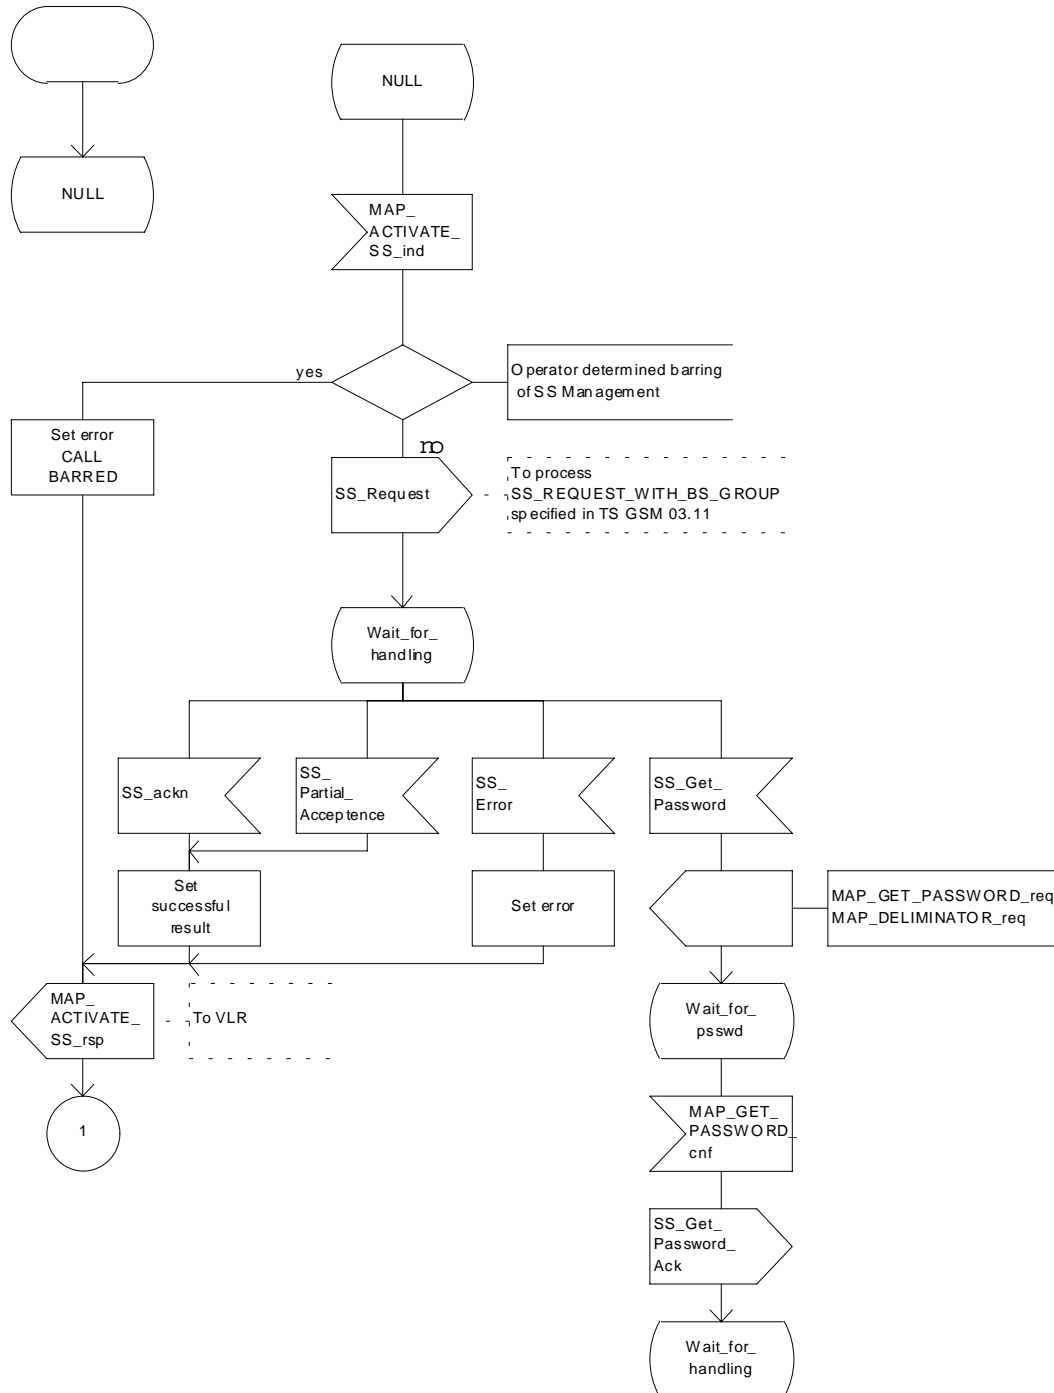 NULL
NULL
MAP_
ACTIVATE_
SS_ind
yes
Operator determined barring
of SS Management
Set error
CALL
BARRED
no
SS_Request
To process
SS_REQUEST_WITH_BS_GROUP
specified in TS GSM 03.11
Wait_for_
handling
SS_ackn
SS_
Partial_
Acceptence
SS_
Error
SS_Get_
Password
Set
successful
result
Set error
MAP_GET_PASSWORD_req
MAP_DELIMINATOR_req
MAP_
ACTIVATE_
SS_rsp
To VLR
Wait_for_
psswd
1
MAP_GET_
PASSWORD_
cnf
SS_Get_
Password_
Ack
Wait_for_
handling